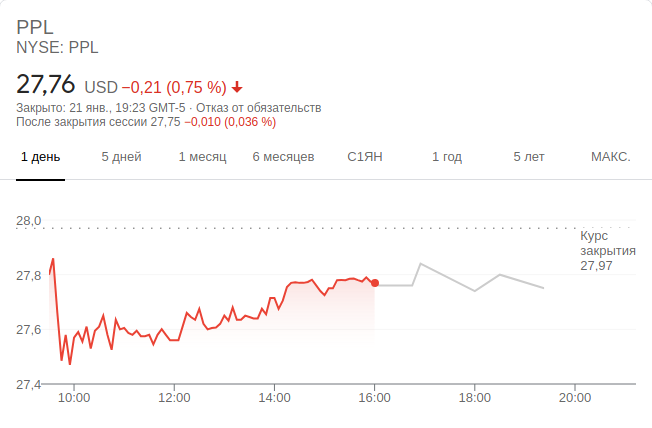 PPL
NYSE: PPL
27,76 USD −0,21 (0,75 %)
Закрыто: 21 янв., 19:23 GMT-5 · Отказ от обязательств
После закрытия сессии 27,75 −0,010 (0,036 %)
1 день 5 дней 1 месяц 6 месяцев С1ЯН 1 год 5 лет МАКС.
28,0
Курс
закрытия
27,97
27,8
27,6
27,4
10:00 12:00 14:00 16:00 18:00 20:00